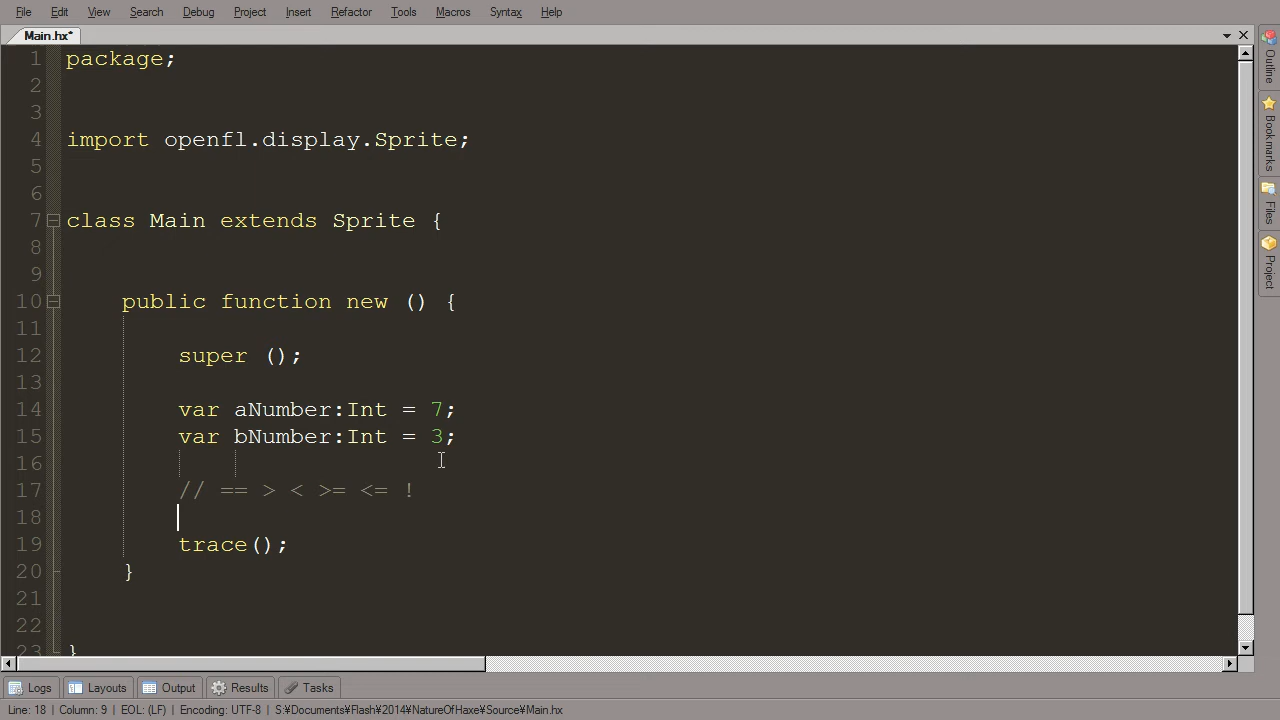 File Edit View Search Debug Project Insert Refactor Tools Macros Syntax Help
Main.hx*
1 package;
2
3
4 import openfl.display.Sprite;
5
6
7 class Main extends Sprite {
8
9
10 public function new () {
11
12 super ();
13
14 var aNumber:Int = 7;
15 var bNumber:Int = 3;
16
17 // == > < >= <= !
18
19 trace();
20 }
21
22
23 }
Outline
Bookmarks
Files
Project
Logs Layouts Output Results Tasks
Line: 18 | Column: 9 | EOL: (LF) | Encoding: UTF-8 | S:¥Documents¥Flash¥2014¥NatureOfHaxe¥Source¥Main.hx